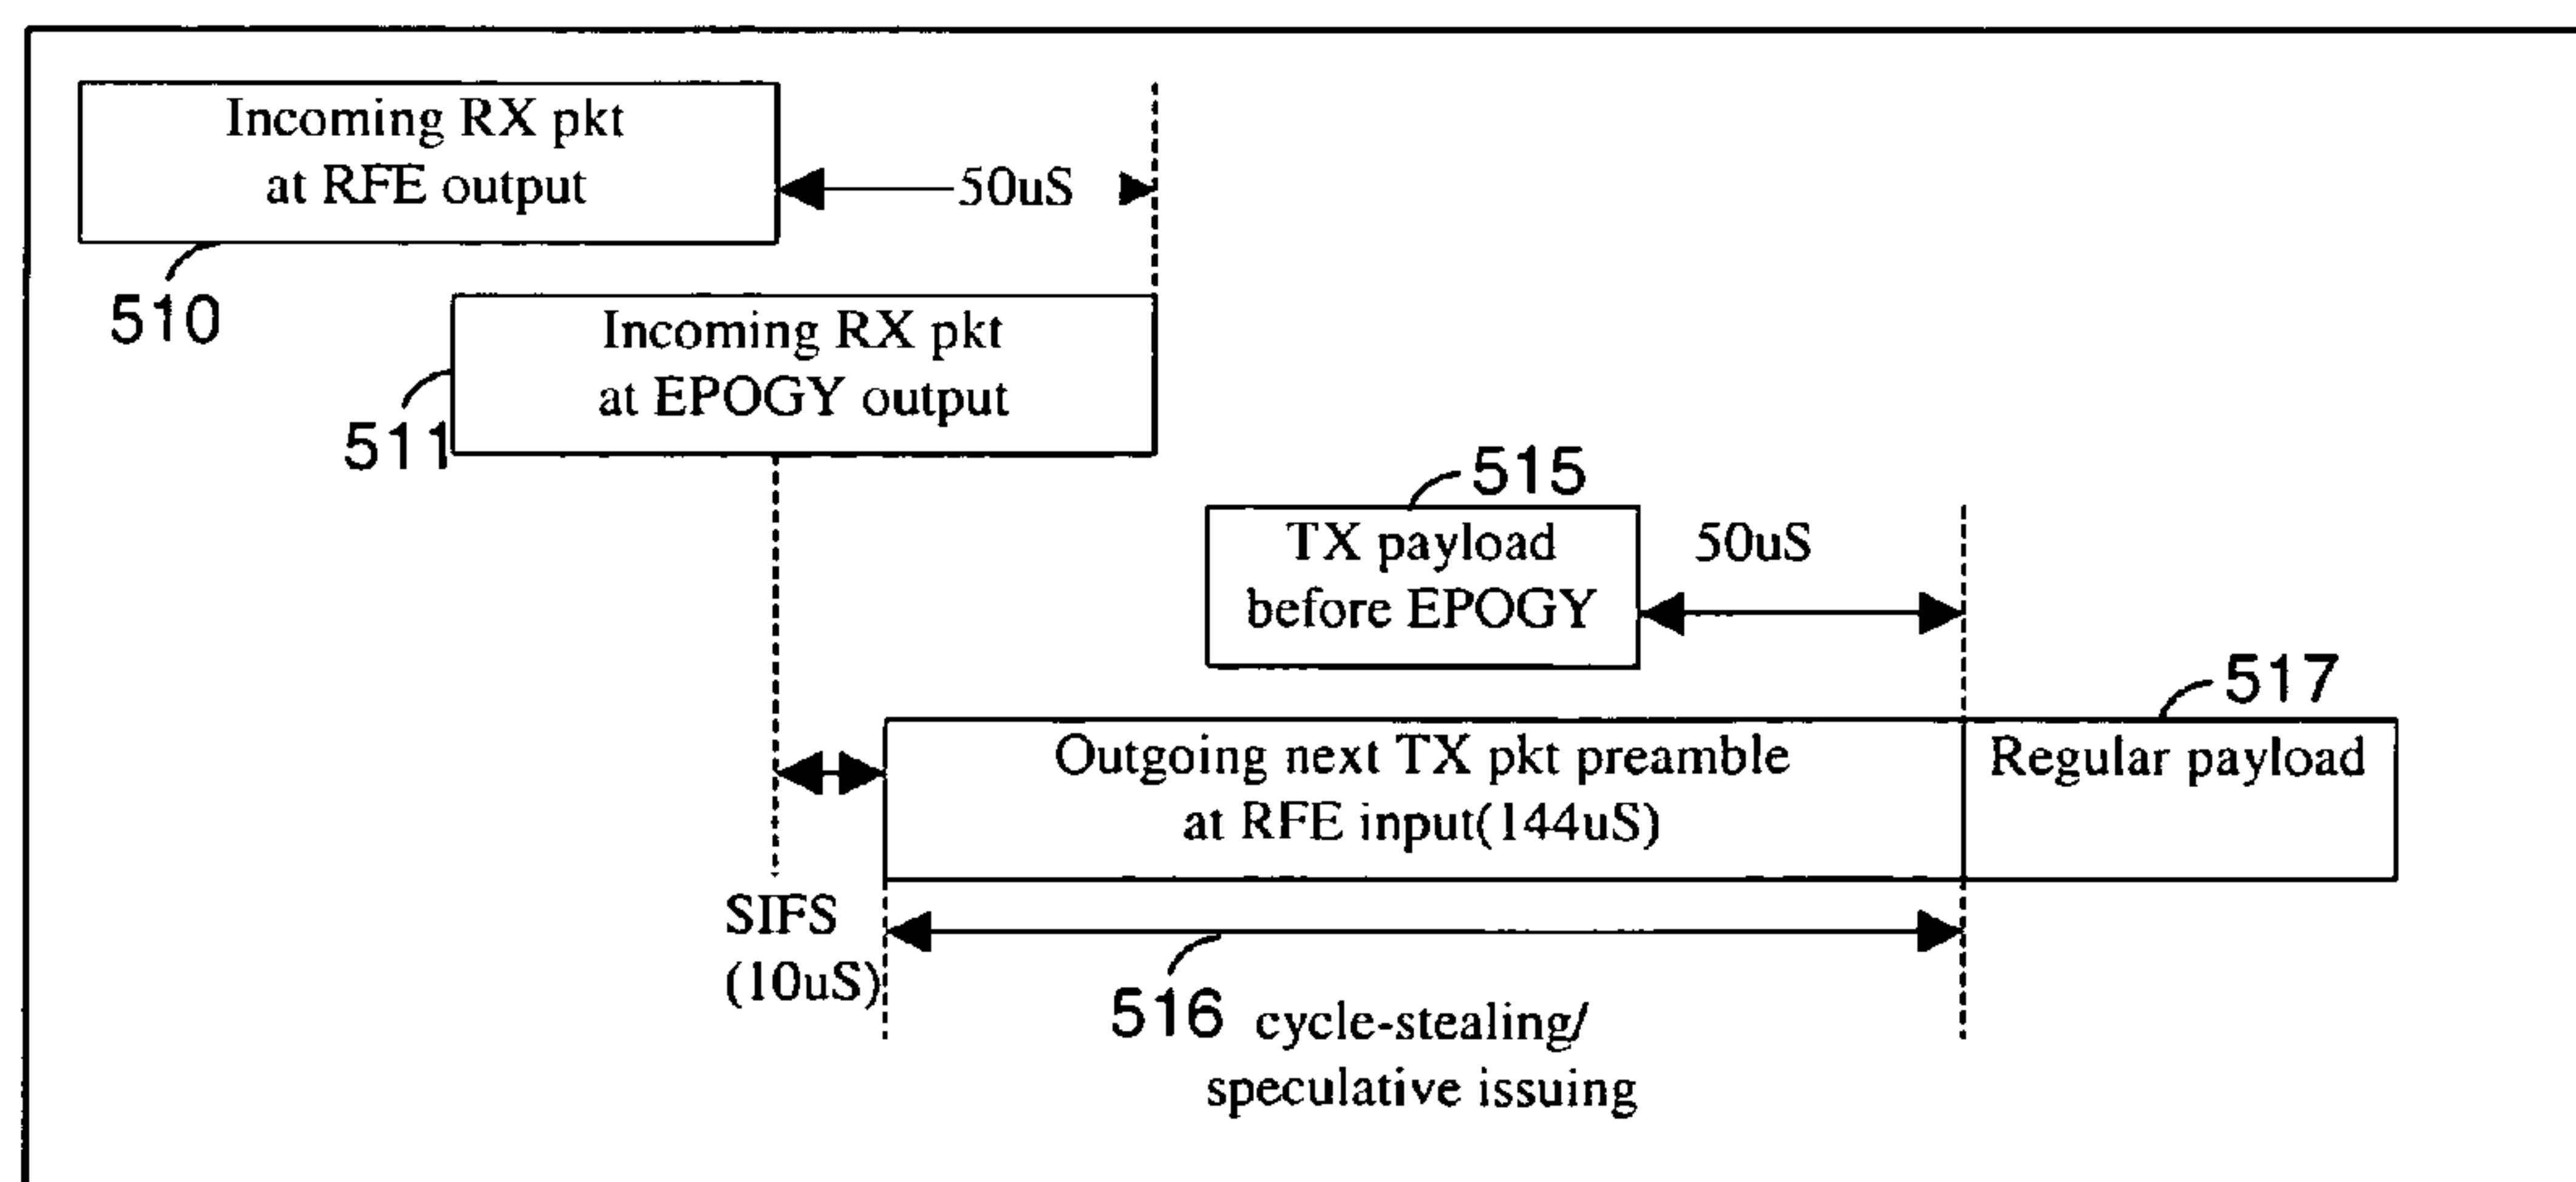 Incoming RX pkt
at RFE output
50uS
510
Incoming RX pkt
at EPOGY output
511
515
TX payload
before EPOGY
50uS
517
Outgoing next TX pkt preamble
at RFE input(144uS)
Regular payload
SIFS
(10uS)
516 cycle-stealing/
speculative issuing